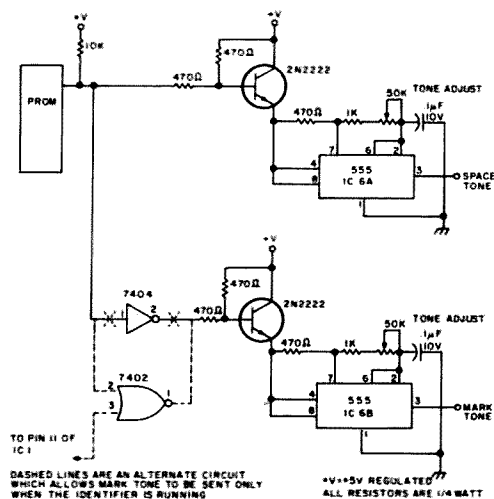 +V
10K
PROM
470Ω
+V
470Ω
2N2222
470Ω
1K
50K
TONE ADJUST
.1μF
10V
7
6
2
4
8
555
IC 6A
3
1
SPACE
TONE
+V
7404
1
2
470Ω
470Ω
2N2222
470Ω
1K
50K
TONE ADJUST
.1μF
10V
7
6
2
4
8
555
IC 6B
3
1
MARK
TONE
7402
2
3
1
TO PIN 11 OF
IC 1
DASHED LINES ARE AN ALTERNATE CIRCUIT
WHICH ALLOWS MARK TONE TO BE SENT ONLY
WHEN THE IDENTIFIER IS RUNNING
*V=+5V REGULATED
ALL RESISTORS ARE 1/4 WATT